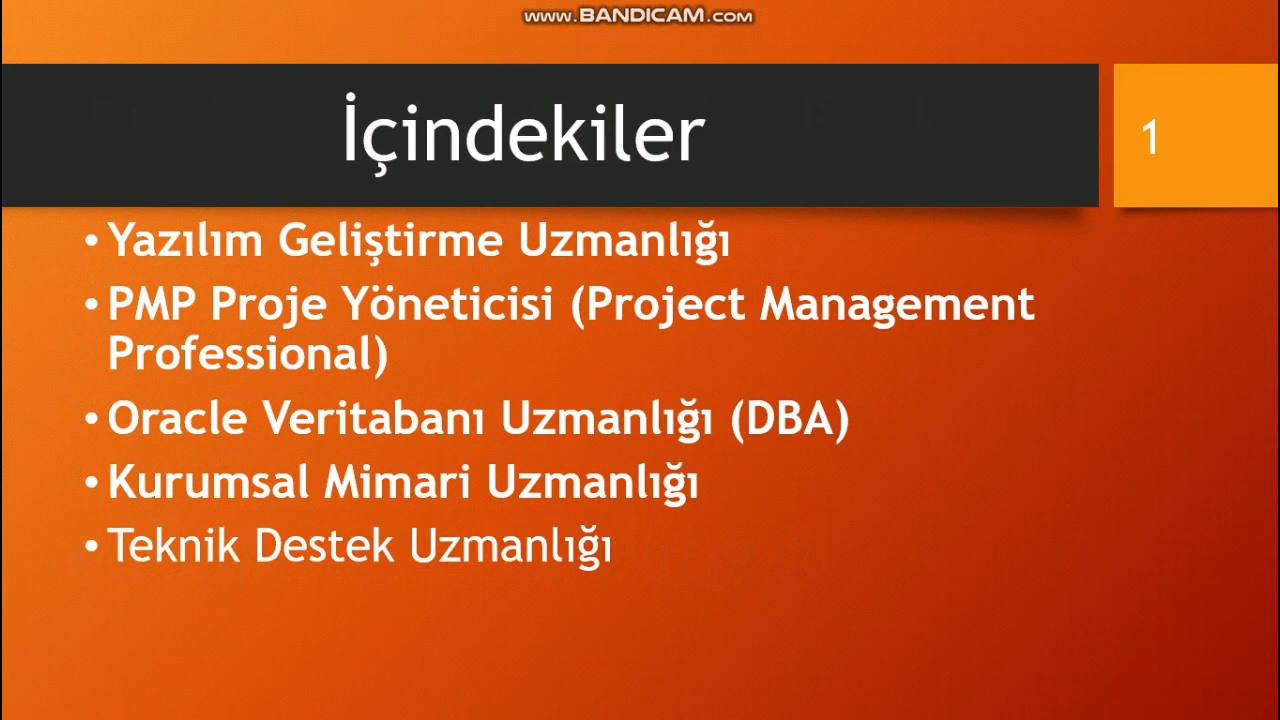 www.BANDICAM.com
İçindekiler
1
• Yazılım Geliştirme Uzmanlığı
• PMP Proje Yöneticisi (Project Management
Professional)
• Oracle Veritabanı Uzmanlığı (DBA)
• Kurumsal Mimari Uzmanlığı
• Teknik Destek Uzmanlığı